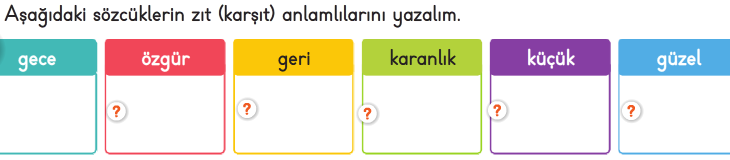 Aşağıdaki sözcüklerin zıt (karşıt) anlamlılarını yazalım.
gece özgür geri karanlık küçük güzel
? ? ? ? ?